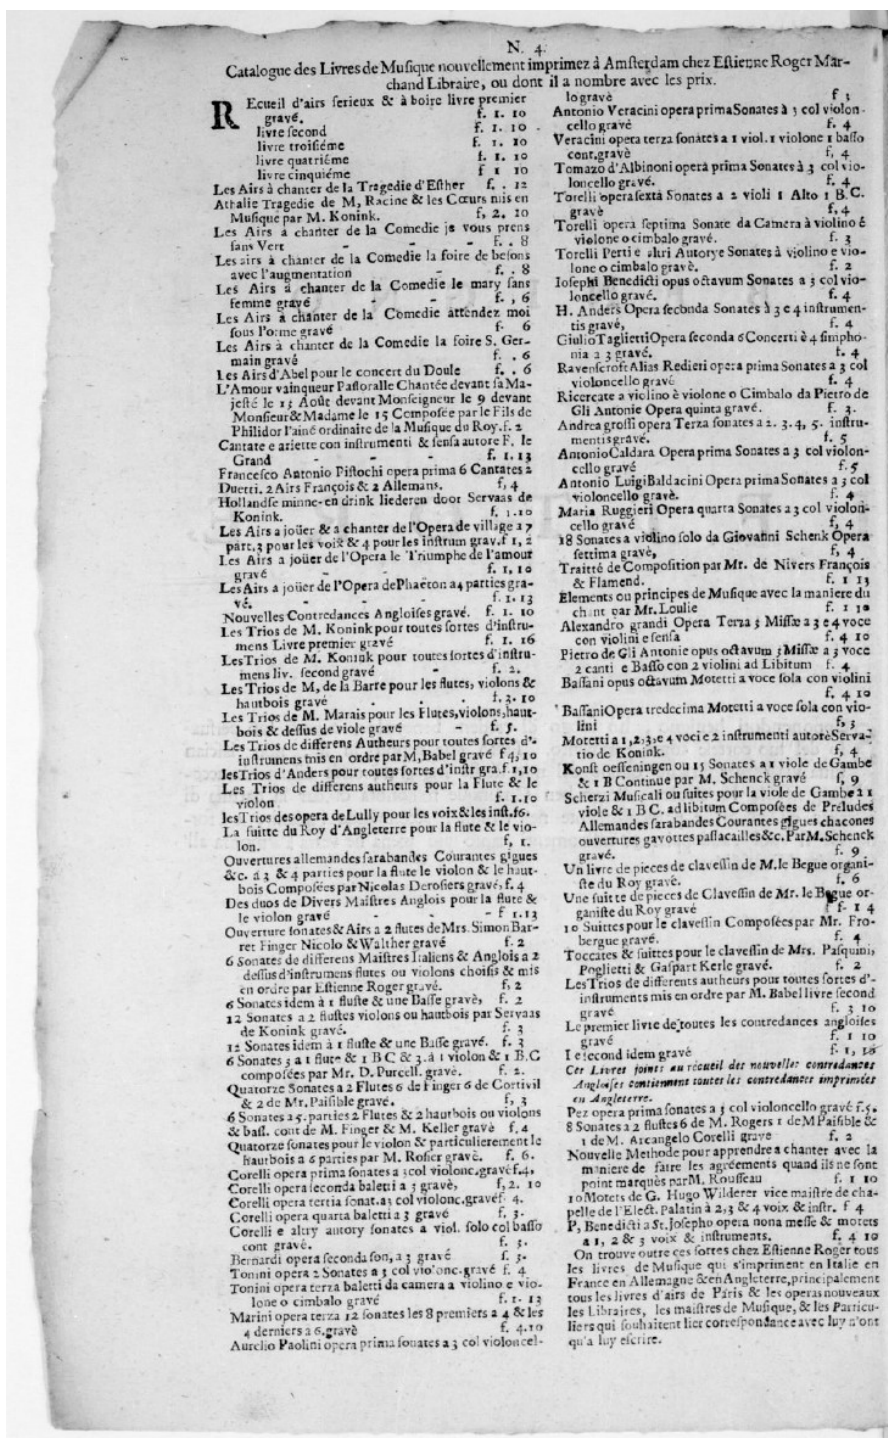 N. 4.
Catalogue des Livres de Musique nouvellement imprimez à Amsterdam chez Estienne Roger Mar-
chand Libraire, ou dont il a nombre avec les prix.
REcueil d'airs serieux & à boire livre premier
gravé. f. 1. 10
livre second f. 1. 10
livre troisiéme f. 1. 10
livre quatriéme f. 1. 10
livre cinquiéme f 1 10
Les Airs à chanter de la Tragedie d'Esther f. . 12
Athalie Tragedie de M, Racine & les Cœurs mis en
Musique par M. Konink. f, 2. 10
Les Airs à chanter de la Comedie je vous prens
sans Vert - - - f. . 8
Les airs à chanter de la Comedie la foire de besons
avec l'augmentation - f. . 8
Les Airs à chanter de la Comedie le mary sans
femme gravé - - f. , 6
Les Airs à chanter de la Comedie attendez moi
sous l'orme gravé f. 6
Les Airs à chanter de la Comedie la foire S. Ger-
main gravé f. . 6
Les Airs d'Abel pour le concert du Doule f. . 6
L'Amour vainqueur Pastoralle Chantée devant sa Ma-
jesté le 15 Août devant Monseigneur le 9 devant
Monsieur & Madame le 15 Composée par le Fils de
Philidor l'ainé ordinaire de la Musique du Roy. f. 2
Cantate e ariette con instrumenti & sensa autore F. le
Grand - - - f. 1. 13
Francesco Antonio Pistochi opera prima 6 Cantates 2
Duetti. 2 Airs François & 2 Allemans. f, 4
Hollandse minne- en drink liederen door Servaas de
Konink. f. 1.10
Les Airs a joüer & a chanter de l'Opera de village a 7
part. 3 pour les voix & 4 pour les instrum grav. f 1, 2
Les Airs a joüer de l'Opera le Triumphe de l'amour
gravé - - - f. 1, 10
Les Airs a joüer de l'Opera de Phaëton a 4 parties gra-
vé. - - - f. 1. 13
Nouvelles Contredances Angloises gravé. f. 1. 10
Les Trios de M. Konink pour toutes sortes d'instru-
mens Livre premier gravé f. 1. 16
Les Trios de M. Konink pour toutes sortes d'instru-
mens liv. second gravé - f. 2.
Les Trios de M, de la Barre pour les flutes, violons &
hautbois gravé . . f. 3. 10
Les Trios de M. Marais pour les Flutes, violons, haut-
bois & dessus de viole gravé - f. 5.
Les Trios de differens Autheurs pour toutes sortes d'-
instrumens mis en ordre par M, Babel gravé f 4, 10
les Trios d'Anders pour toutes sortes d'instr gra. f. 1, 10
Les Trios de differens autheurs pour la Flute & le
violon f. 1. 10
les Trios des opera de Lully pour les voix & les inst. f6.
La suitte du Roy d'Angleterre pour la flute & le vio-
lon. f, 1.
Ouvertures allemandes sarabandes Courantes gigues
&c. à 3 & 4 parties pour la flute le violon & le haut-
bois Composées par Nicolas Derosiers gravé, f. 4
Des duos de Divers Maistres Anglois pour la flute &
le violon gravé - - - f 1.13
Ouverture sonates & Airs a 2 flutes de Mrs. Simon Bar-
ret Finger Nicolo & Walther gravé f. 2
6 Sonates de differens Maistres Italiens & Anglois a 2
dessus d'instrumens flutes ou violons choisis & mis
en ordre par Estienne Roger gravé. f, 2
6 Sonates idem à 1 fluste & une Basse gravè, f. 2
12 Sonates a 2 flustes violons ou hautbois par Servaas
de Konink gravé. f. 3
12 Sonates idem à 1 fluste & une Basse gravé. f. 3
6 Sonates 3 a 1 flute & 1 BC & 3. à 1 violon & 1 B.C
composées par Mr. D. Purcell. gravé. f. 2.
Quatorze Sonates a 2 Flutes 6 de Finger 6 de Cortivil
& 2 de Mr, Paisible gravé. f, 3
6 Sonates a 5. parties 2 Flutes & 2 hautbois ou violons
& bass. cont de M. Finger & M. Keller gravè f, 4
Quatorze sonates pour le violon & particulierement le
hautbois a 6 parties par M. Rosier gravé. f. 6.
Corelli opera prima sonates a 3 col violonc. gravé f.4,
Corelli opera seconda baletti a 3 gravè, f, 2. 10
Corelli opera tertia sonat. a 3 col violonc. gravé f. 4.
Corelli opera quarta baletti a 3 gravé f. 3.
Corelli e altry autory sonates a viol. solo col basso
cont gravé. f. 3.
Bernardi opera seconda son, a 3 gravé f. 3.
Tonini opera 2 Sonates a 3 col violonc. gravé f. 4
Tonini opera terza baletti da camera a violino e vio-
lone o cimbalo gravé f. 1. 13
Marini opera terza 12 sonates les 8 premiers a 4 & les
4 derniers a 6. gravè f. 4.10
Aurelio Paolini opera prima sonates a 3 col violoncel-
lo gravè f 3
Antonio Veracini opera prima Sonates à 3 col violon-
cello gravé f. 4
Veracini opera terza sonates a 1 viol. 1 violone 1 basso
cont. gravè f, 4
Tomazo d'Albinoni operà prima Sonates à 3 col vio-
loncello gravé. f. 4
Torelli opera sexta Sonates a 2 violi 1 Alto 1 B.C.
gravè f, 4
Torelli opera septima Sonate da Camera à violino é
violone o cimbalo gravé. f. 3
Torelli Perti e altri Autorye Sonates à violino e vio-
lone o cimbalo gravè. f. 2
Iosephi Benedicti opus octavum Sonates a 3 col vio-
loncello gravé. f. 4
H. Anders Opera seconda Sonates à 3 e 4 instrumen-
tis gravé, f. 4
Giulio Taglietti Opera seconda 6 Concerti è 4 simpho-
nia a 3 gravé. f. 4
Ravenscroft Alias Redieri opera prima Sonates a 3 col
violoncello gravé f. 4
Ricercate a violino è violone o Cimbalo da Pietro de
Gli Antonie Opera quinta gravé. f. 3.
Andrea grossi opera Terza sonates a 2. 3. 4, 5. instru-
mentis gravé. f. 5
Antonio Caldara Opera prima Sonates a 3 col violon-
cello gravé f. 5
Antonio Luigi Baldacini Opera prima Sonates a 3 col
violoncello gravè. f. 4
Maria Ruggieri Opera quarta Sonates a 3 col violon-
cello gravé f, 4
18 Sonates a violino solo da Giovanni Schenk Opera
settima gravè, f, 4
Traitté de Composition par Mr. de Nivers François
& Flamend. f. 1 13
Elements ou principes de Musique avec la maniere du
chant par Mr. Loulie f. 1 10
Alexandro grandi Opera Terza 5 Missæ a 3 e 4 voce
con violini e sensa f. 4 10
Pietro de Gli Antonie opus octavum 3 Missæ a 3 voce
2 canti e Basso con 2 violini ad Libitum f. 4
Bassani opus octavum Motetti a voce sola con violini
f, 4 10
Bassani Opera tredecima Motetti a voce sola con vio-
lini f, 3
Motetti a 1, 2, 3, e 4 voci e 2 instrumenti autorè Serva-
tio de Konink. f, 4
Konst oeffeningen ou 15 Sonates a 1 viole de Gambe
& 1 B Continue par M. Schenck gravé f, 9
Scherzi Musicali ou suites pour la viole de Gambe à 1
viole & 1 B C. ad libitum Composées de Preludes
Allemandes sarabandes Courantes gigues chacones
ouvertures gavottes passacailles &c. Par M. Schenck
gravé. f. 9
Un livre de pieces de clavessin de M. le Begue organi-
ste du Roy gravé. f. 6
Une suitte de pieces de Clavessin de Mr. le Begue or-
ganiste du Roy gravé f - 1 4
10 Suittes pour le clavessin Composées par Mr. Fro-
bergue gravé. f. 4
Toccates & suittes pour le clavessin de Mrs. Pasquini,
Poglietti & Gaspart Kerle gravé. f. 2
Les Trios de differents autheurs pour toutes sortes d'-
instruments mis en ordre par M. Babel livre second
gravé f. 3 10
Le premier livre de toutes les contredances angloises
gravé f. 1 10
Le second idem gravé f. 1, 10
Ces Livres joints au recueil des nouvelles contredances
Angloises contiennent toutes les contredances imprimées
en Angleterre.
Pez opera prima sonates a 3 col violoncello gravé f. 5.
8 Sonates a 2 flustes 6 de M. Rogers 1 de M Paisible &
1 de M. Arcangelo Corelli gravé f. 2
Nouvelle Methode pour apprendre a chanter avec la
maniere de faire les agréements quand ils ne sont
point marqués par M. Rousseau f. 1 10
10 Motets de G. Hugo Wilderer vice maistre de cha-
pelle de l'Elect. Palatin à 2, 3 & 4 voix & instr. f 4
P, Benedicti a St. Josepho opera nona messe & motets
a 1, 2 & 3 voix & instruments. f. 4 10
On trouve outre ces sortes chez Estienne Roger tous
les livres de Musique qui s'impriment en Italie en
France en Allemagne & en Angleterre, principalement
tous les livres d'airs de Paris & les operas nouveaux
les Libraires, les maistres de Musique, & les Particu-
liers qui souhaitent lier correspondance avec luy n'ont
qu'a luy escrire.